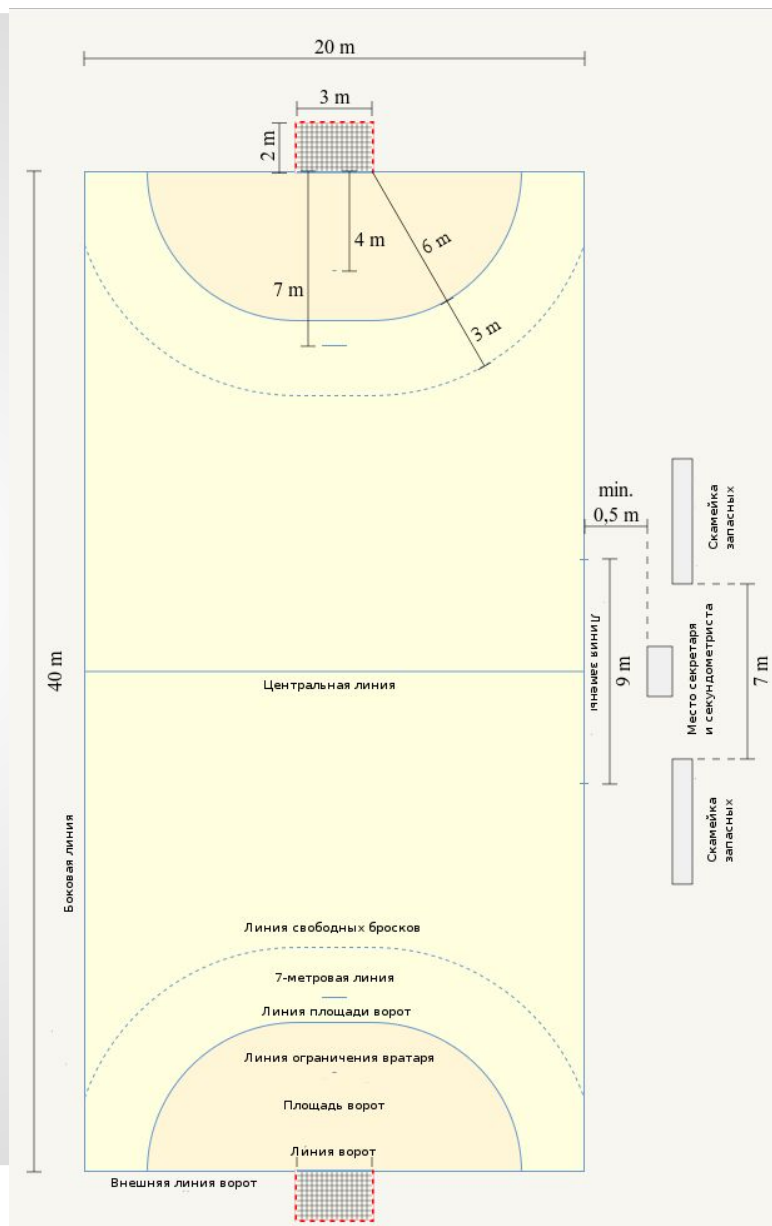 20 m
3 m
2 m
4 m
6 m
7 m
3 m
min.
0,5 m
Скамейка
запасных
40 m
Линия замены
9 m
Место секретаря
и секундометриста
7 m
Центральная линия
Скамейка
запасных
Боковая линия
Линия свободных бросков
7-метровая линия
Линия площади ворот
Линия ограничения вратаря
Площадь ворот
Линия ворот
Внешняя линия ворот